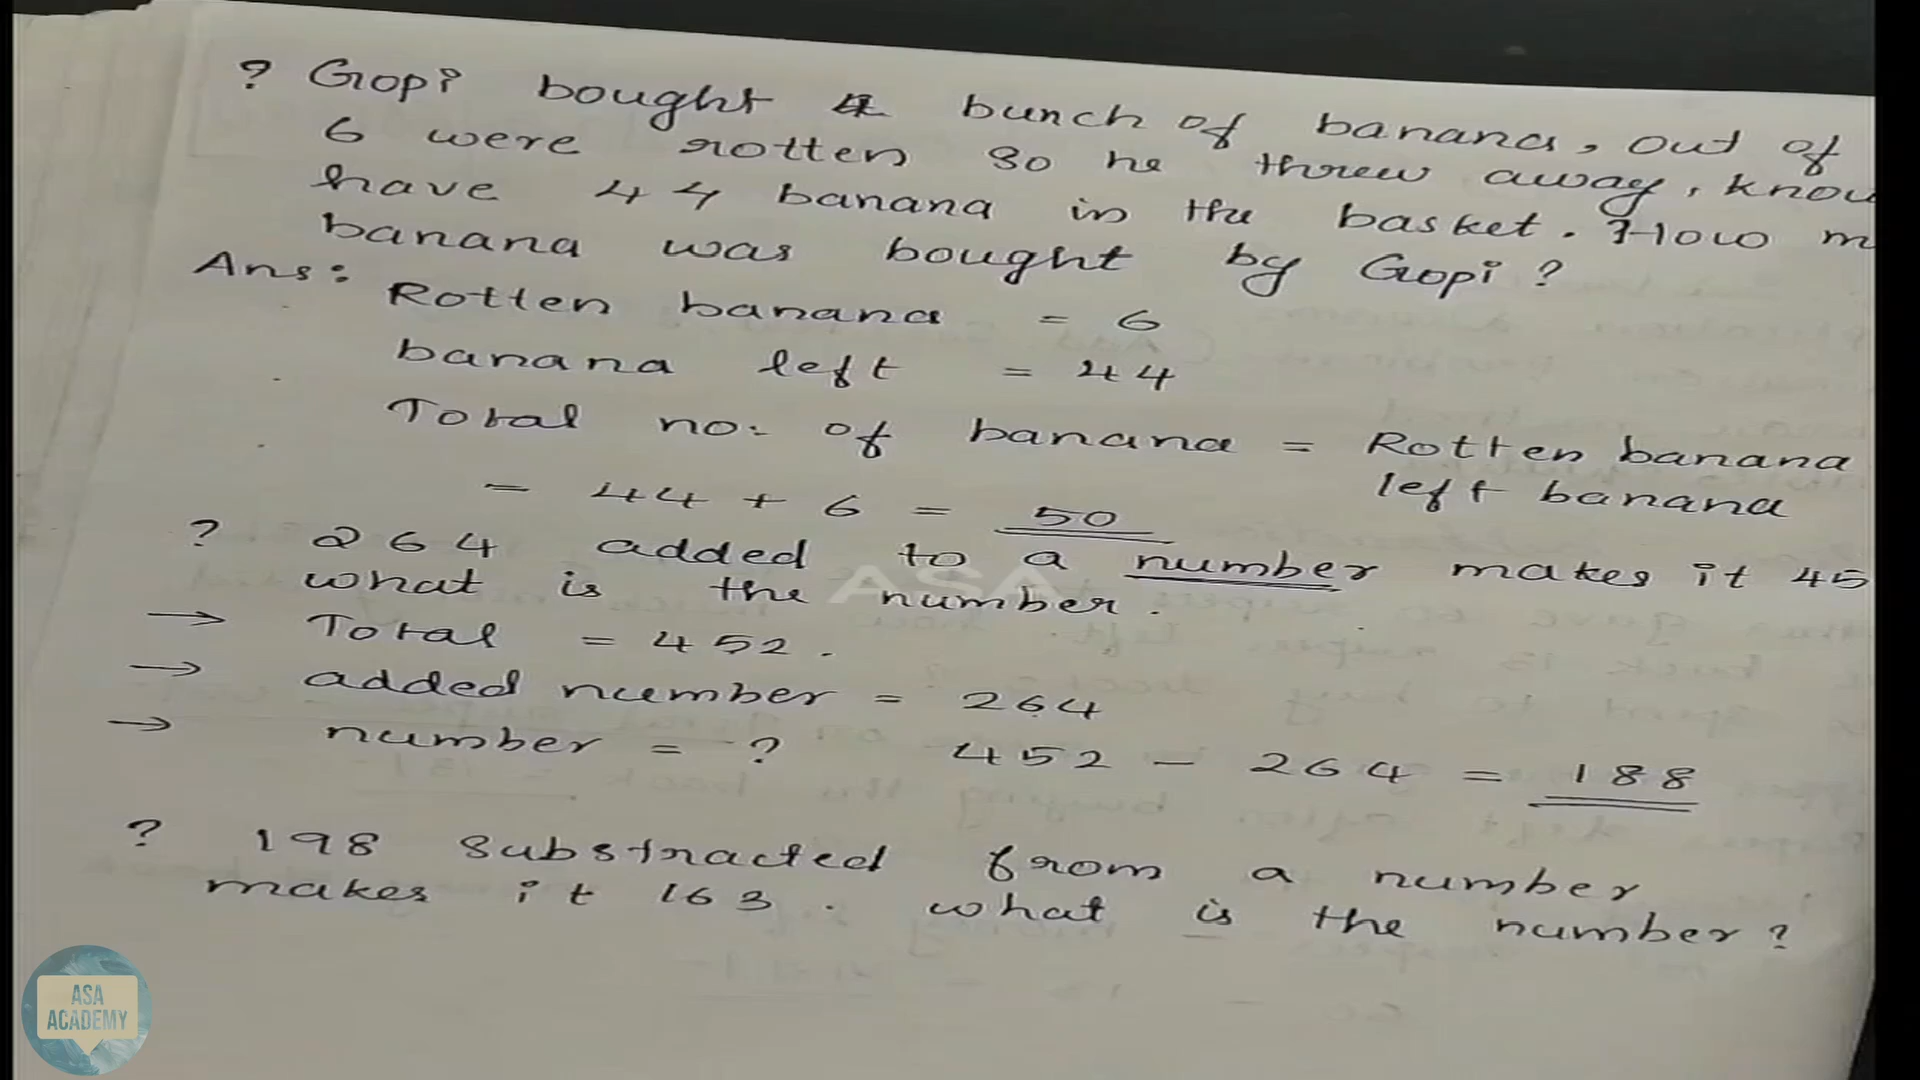 ? Gopi bought a bunch of banana, out of
6 were rotten so he threw away,
have 44 banana in the basket. How
banana was bought by Gopi ?
Ans: Rotten banana = 6
banana left = 44
Total no: of banana = Rotten banana
left banana
= 44 + 6 = 50
? 264 added to a number makes it 45
what is the number.
→ Total = 452.
→ added number = 264
→ number = ? 452 - 264 = 188
? 198 substracted from a number
makes it 163. what is the number?
ASA
ASA
ACADEMY